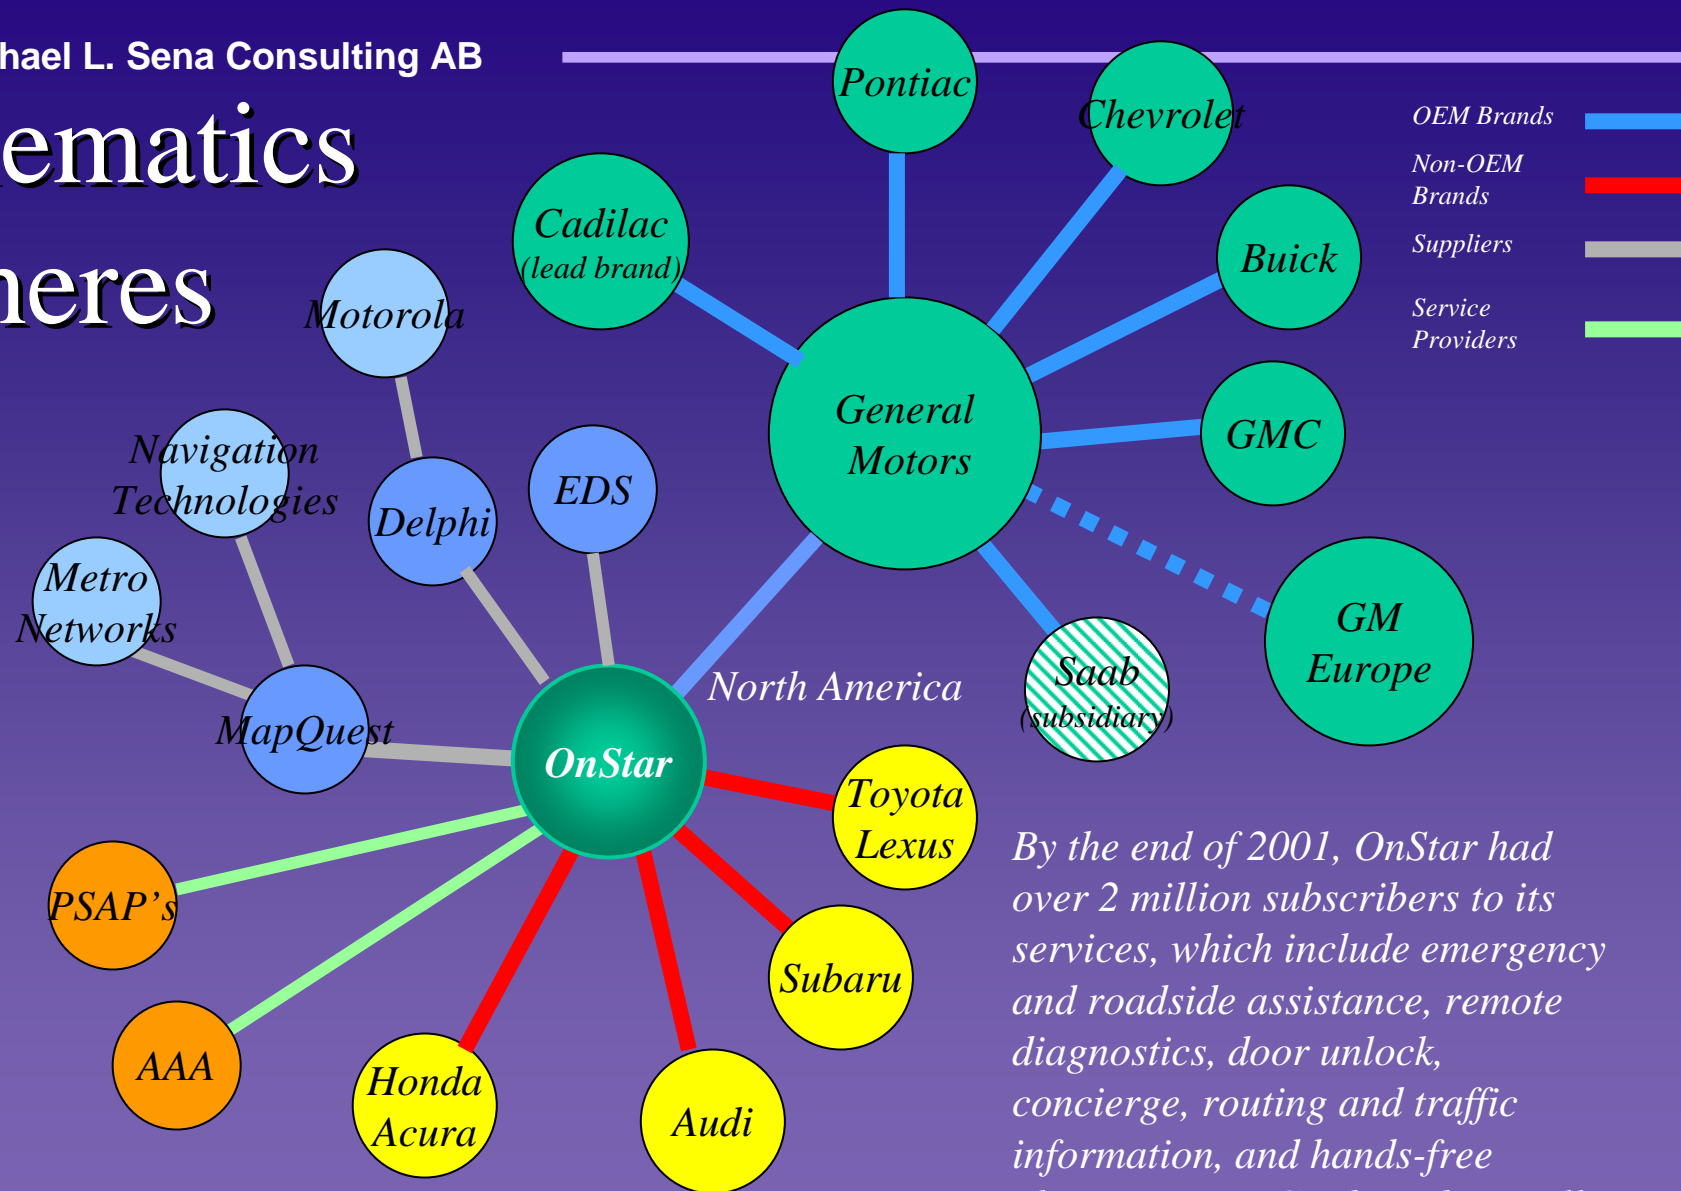 hael L. Sena Consulting AB
ematics
heres
Pontiac
Chevrolet
Cadilac
(lead brand)
Buick
General
Motors
GMC
GM
Europe
Saab
(subsidiary)
OEM Brands
Non-OEM
Brands
Suppliers
Service
Providers
Motorola
Navigation
Technologies
Delphi
EDS
Metro
Networks
MapQuest
North America
OnStar
Toyota
Lexus
Subaru
Audi
Honda
Acura
PSAP's
AAA
By the end of 2001, OnStar had
over 2 million subscribers to its
services, which include emergency
and roadside assistance, remote
diagnostics, door unlock,
concierge, routing and traffic
information, and hands-free